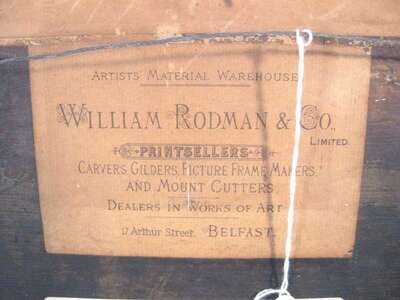 ARTISTS' MATERIAL WAREHOUSE
WILLIAM RODMAN & CO.,
LIMITED
PRINTSELLERS
CARVERS, GILDERS, PICTURE FRAME MAKERS,
AND MOUNT CUTTERS
DEALERS IN WORKS OF ART
17 Arthur Street, BELFAST.